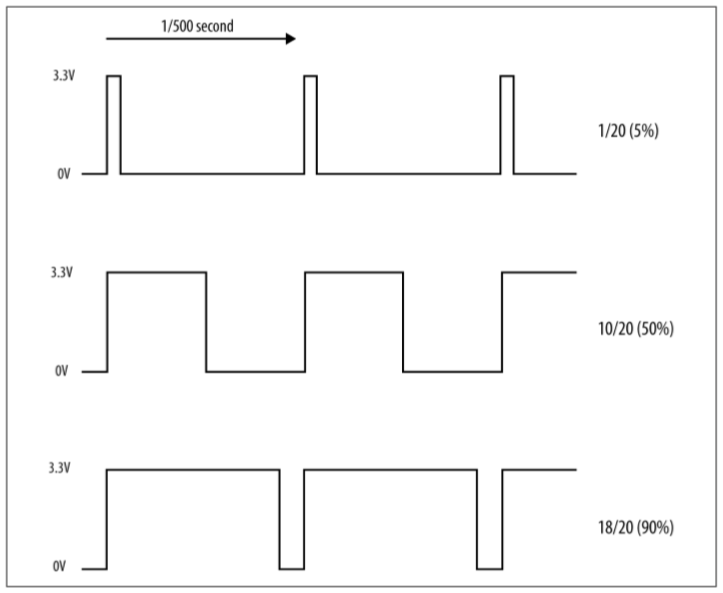 1/500 second
3.3V
1/20 (5%)
0V
3.3V
10/20 (50%)
0V
3.3V
18/20 (90%)
0V